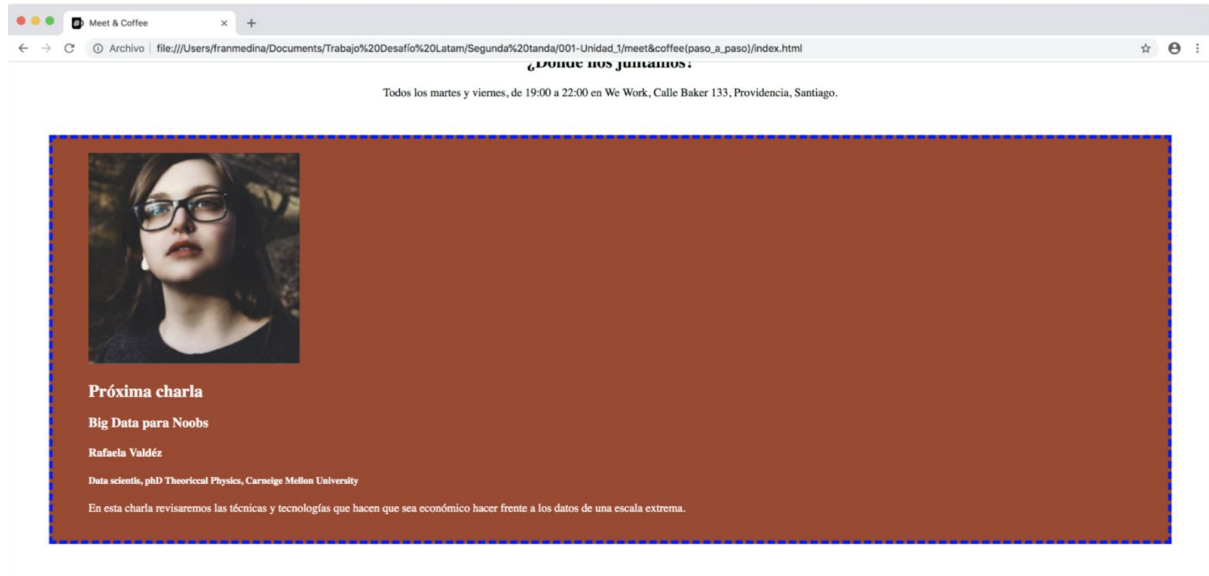 Meet & Coffee
Archivo | file:///Users/franmedina/Documents/Trabajo%20Desafío%20Latam/Segunda%20tanda/001-Unidad_1/meet&coffee(paso_a_paso)/index.html
¿Dónde nos juntamos?
Todos los martes y viernes, de 19:00 a 22:00 en We Work, Calle Baker 133, Providencia, Santiago.
Próxima charla
Big Data para Noobs
Rafaela Valdéz
Data scientis, phD Theoriccal Physics, Carneige Mellon University
En esta charla revisaremos las técnicas y tecnologías que hacen que sea económico hacer frente a los datos de una escala extrema.